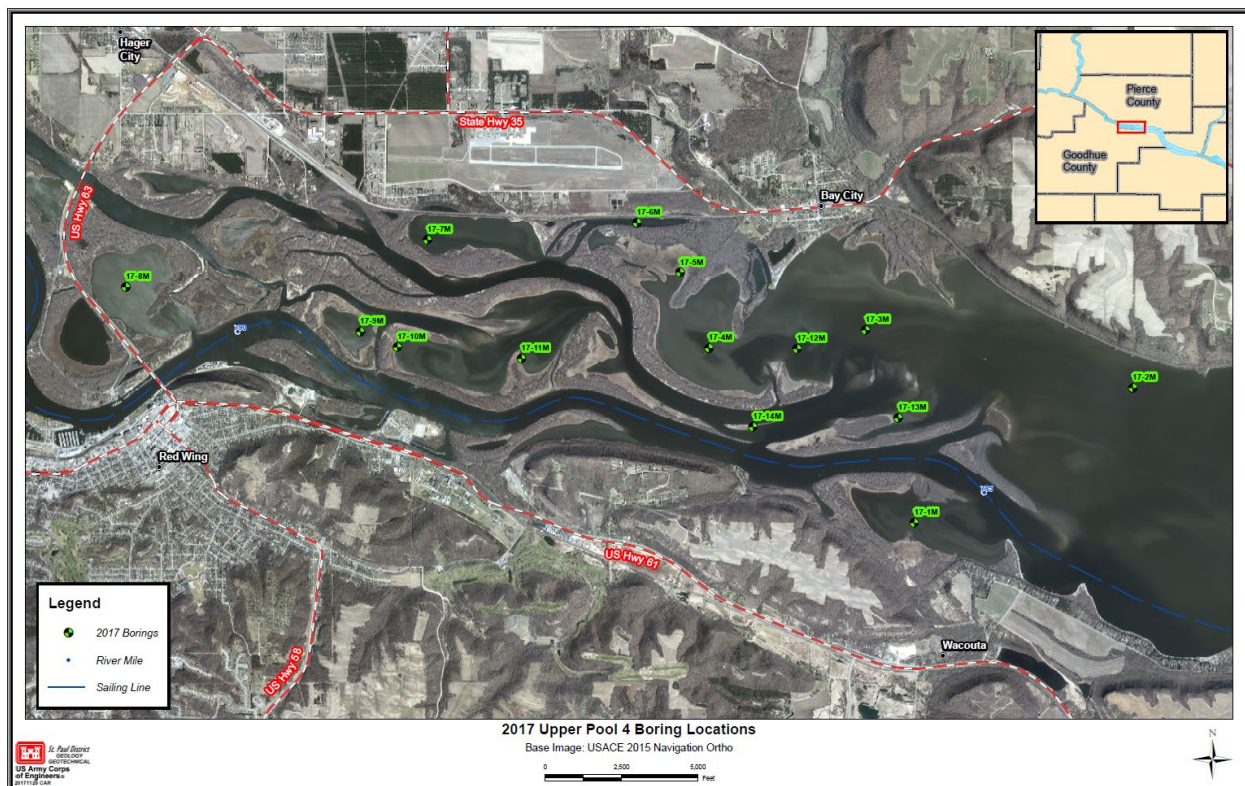 Hager
City
US Hwy 63
State Hwy 35
Bay City
17-6M
17-7M
17-5M
17-8M
790
17-9M
17-10M
17-11M
17-4M
17-12M
17-3M
17-2M
17-14M
17-13M
785
17-1M
Red Wing
US Hwy 61
Wacouta
US Hwy 58
Pierce
County
Goodhue
County
Legend
2017 Borings
River Mile
Sailing Line
2017 Upper Pool 4 Boring Locations
Base Image: USACE 2015 Navigation Ortho
0 2,500 5,000
Feet
N
St. Paul District
GEOLOGY
GEOTECHNICAL
US Army Corps
of Engineers®
20171129 CAR